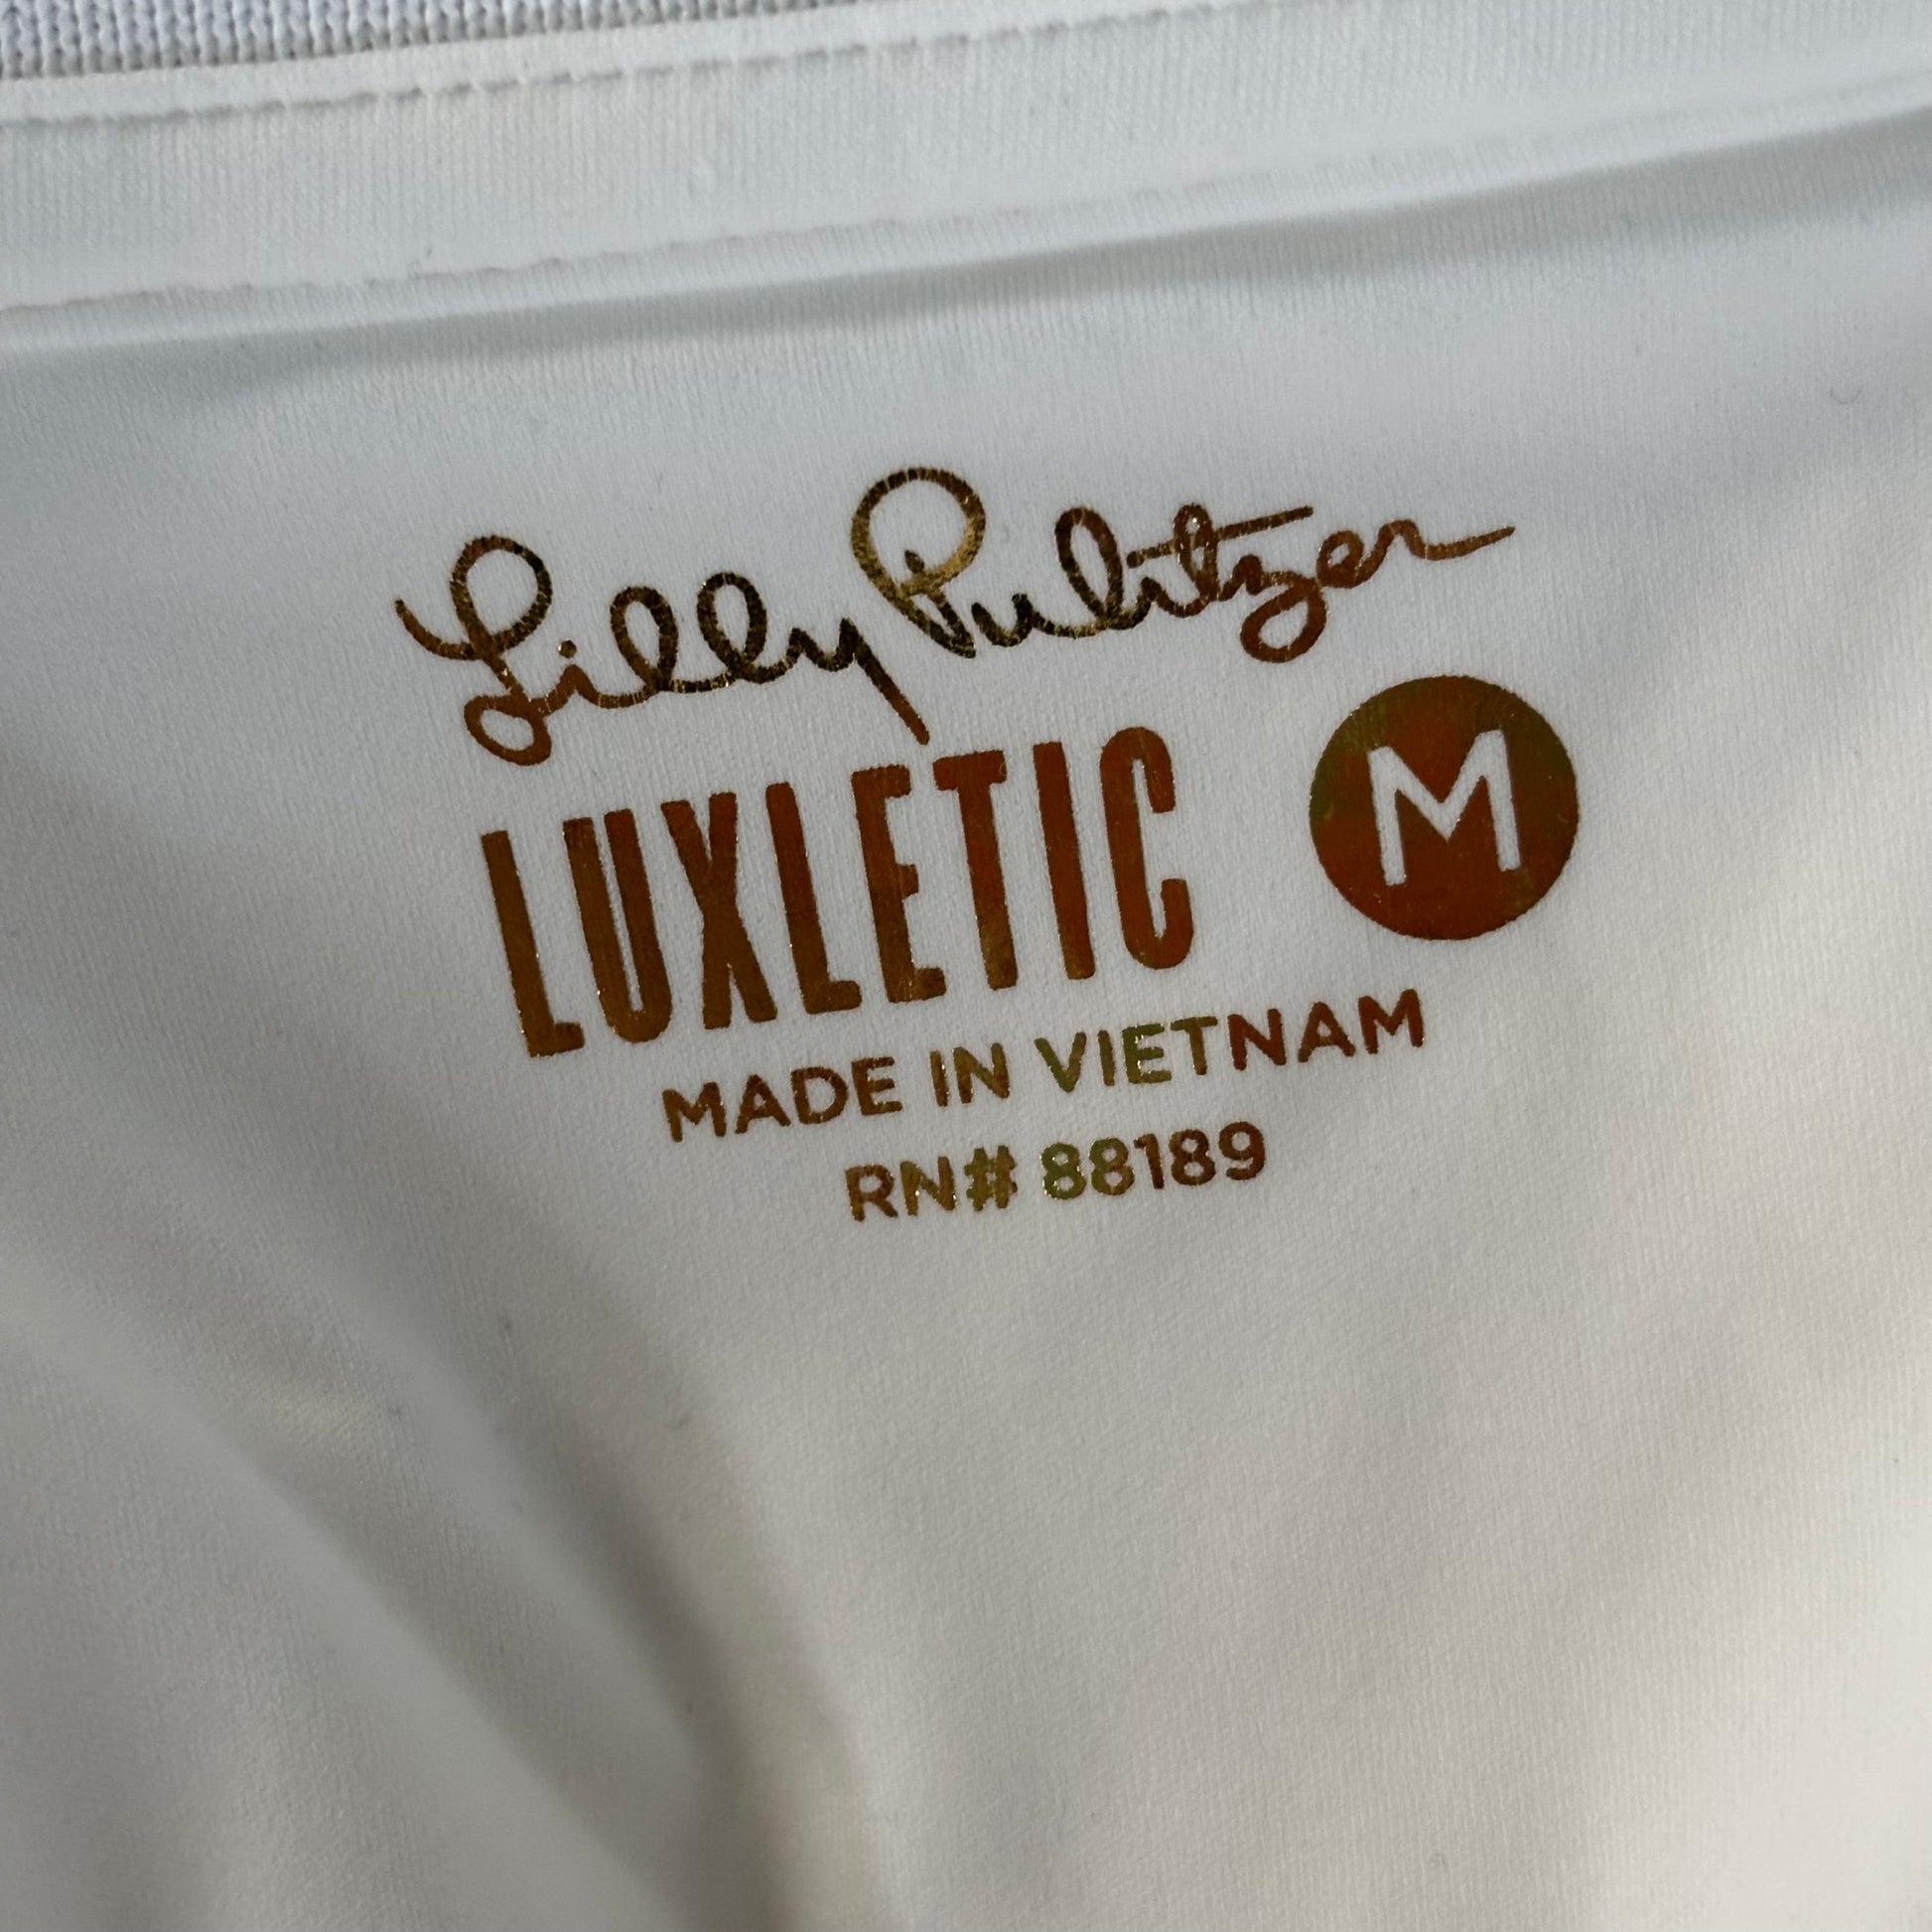 Lilly Pulitzer
LUXLETIC M
MADE IN VIETNAM
RN# 88189